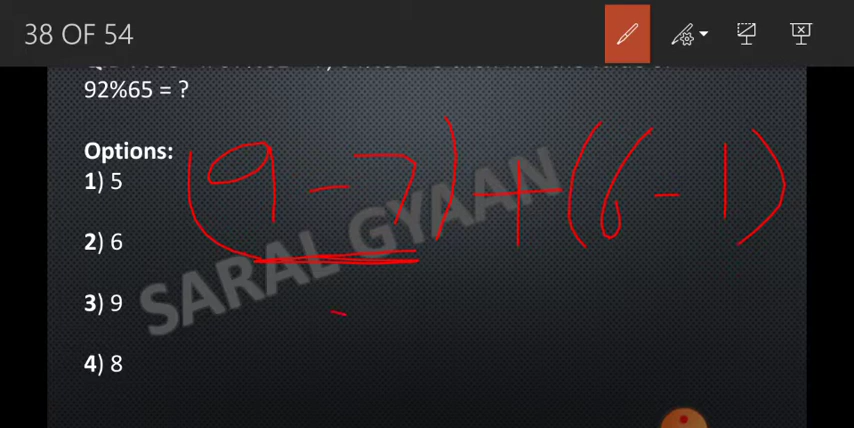 38 OF 54
92%65 = ?
Options:
1) 5
2) 6
3) 9
4) 8
(9-7)+(6-1)
SARAL GYAAN